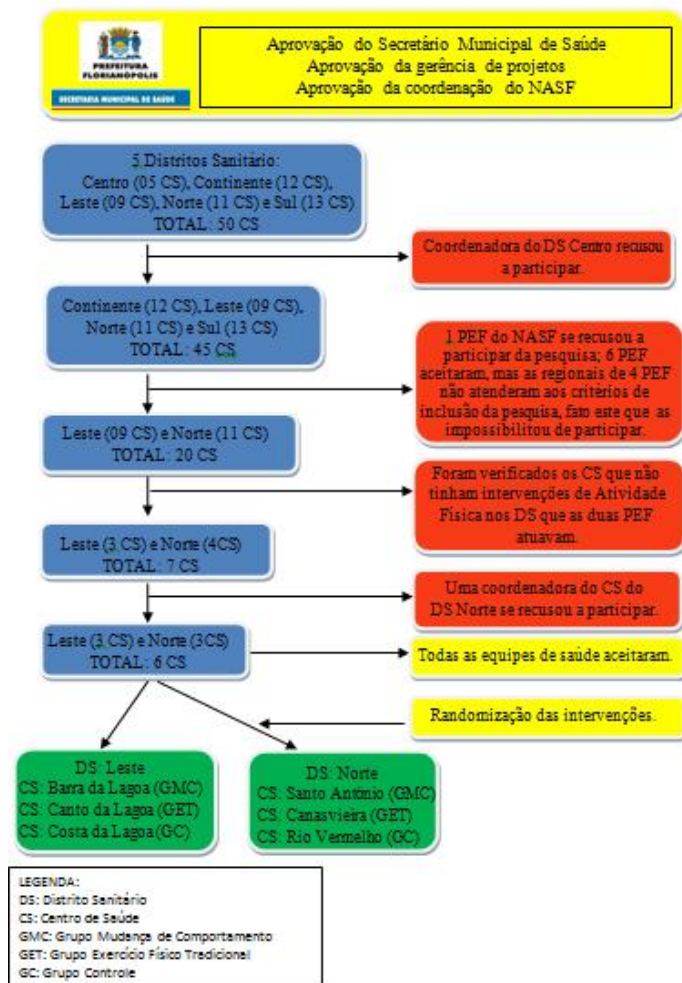 PREFEITURA
FLORIANÓPOLIS
SECRETARIA MUNICIPAL DE SAÚDE
Aprovação do Secretário Municipal de Saúde
Aprovação da gerência de projetos
Aprovação da coordenação do NASF
5 Distritos Sanitário:
Centro (05 CS), Continente (12 CS),
Leste (09 CS), Norte (11 CS) e Sul (13 CS)
TOTAL: 50 CS
Coordenadora do DS Centro recusou
a participar.
Continente (12 CS), Leste (09 CS),
Norte (11 CS) e Sul (13 CS)
TOTAL: 45 CS
1 PEF do NASF se recusou a
participar da pesquisa; 6 PEF
aceitaram, mas as regionais de 4 PEF
não atenderam aos critérios de
inclusão da pesquisa, fato este que as
impossibilitou de participar.
Leste (09 CS) e Norte (11 CS)
TOTAL: 20 CS
Foram verificados os CS que não
tinham intervenções de Atividade
Física nos DS que as duas PEF
atuavam.
Leste (3 CS) e Norte (4CS)
TOTAL: 7 CS
Uma coordenadora do CS do
DS Norte se recusou a participar.
Leste (3 CS) e Norte (3CS)
TOTAL: 6 CS
Todas as equipes de saúde aceitaram.
Randomização das intervenções.
DS: Leste
CS: Barra da Lagoa (GMC)
CS: Canto da Lagoa (GET)
CS: Costa da Lagoa (GC)
DS: Norte
CS: Santo Antônio (GMC)
CS: Canasvieira (GET)
CS: Rio Vermelho (GC)
LEGENDA:
DS: Distrito Sanitário
CS: Centro de Saúde
GMC: Grupo Mudança de Comportamento
GET: Grupo Exercício Físico Tradicional
GC: Grupo Controle